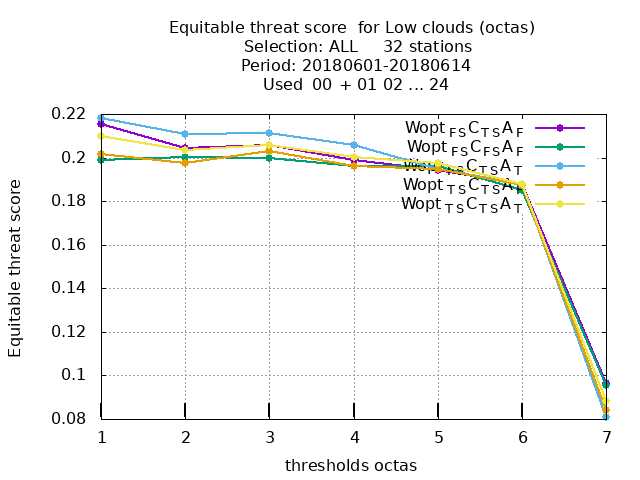 Equitable threat score for Low clouds (octas)
Selection: ALL 32 stations
Period: 20180601-20180614
Used 00 + 01 02 ... 24
Equitable threat score
0.22
0.2
0.18
0.16
0.14
0.12
0.1
0.08
Wopt FS C TS A F
Wopt FS C FS A F
Wopt FS C TS A T
Wopt TS C TS A F
Wopt TS C TS A T
1 2 3 4 5 6 7
thresholds octas